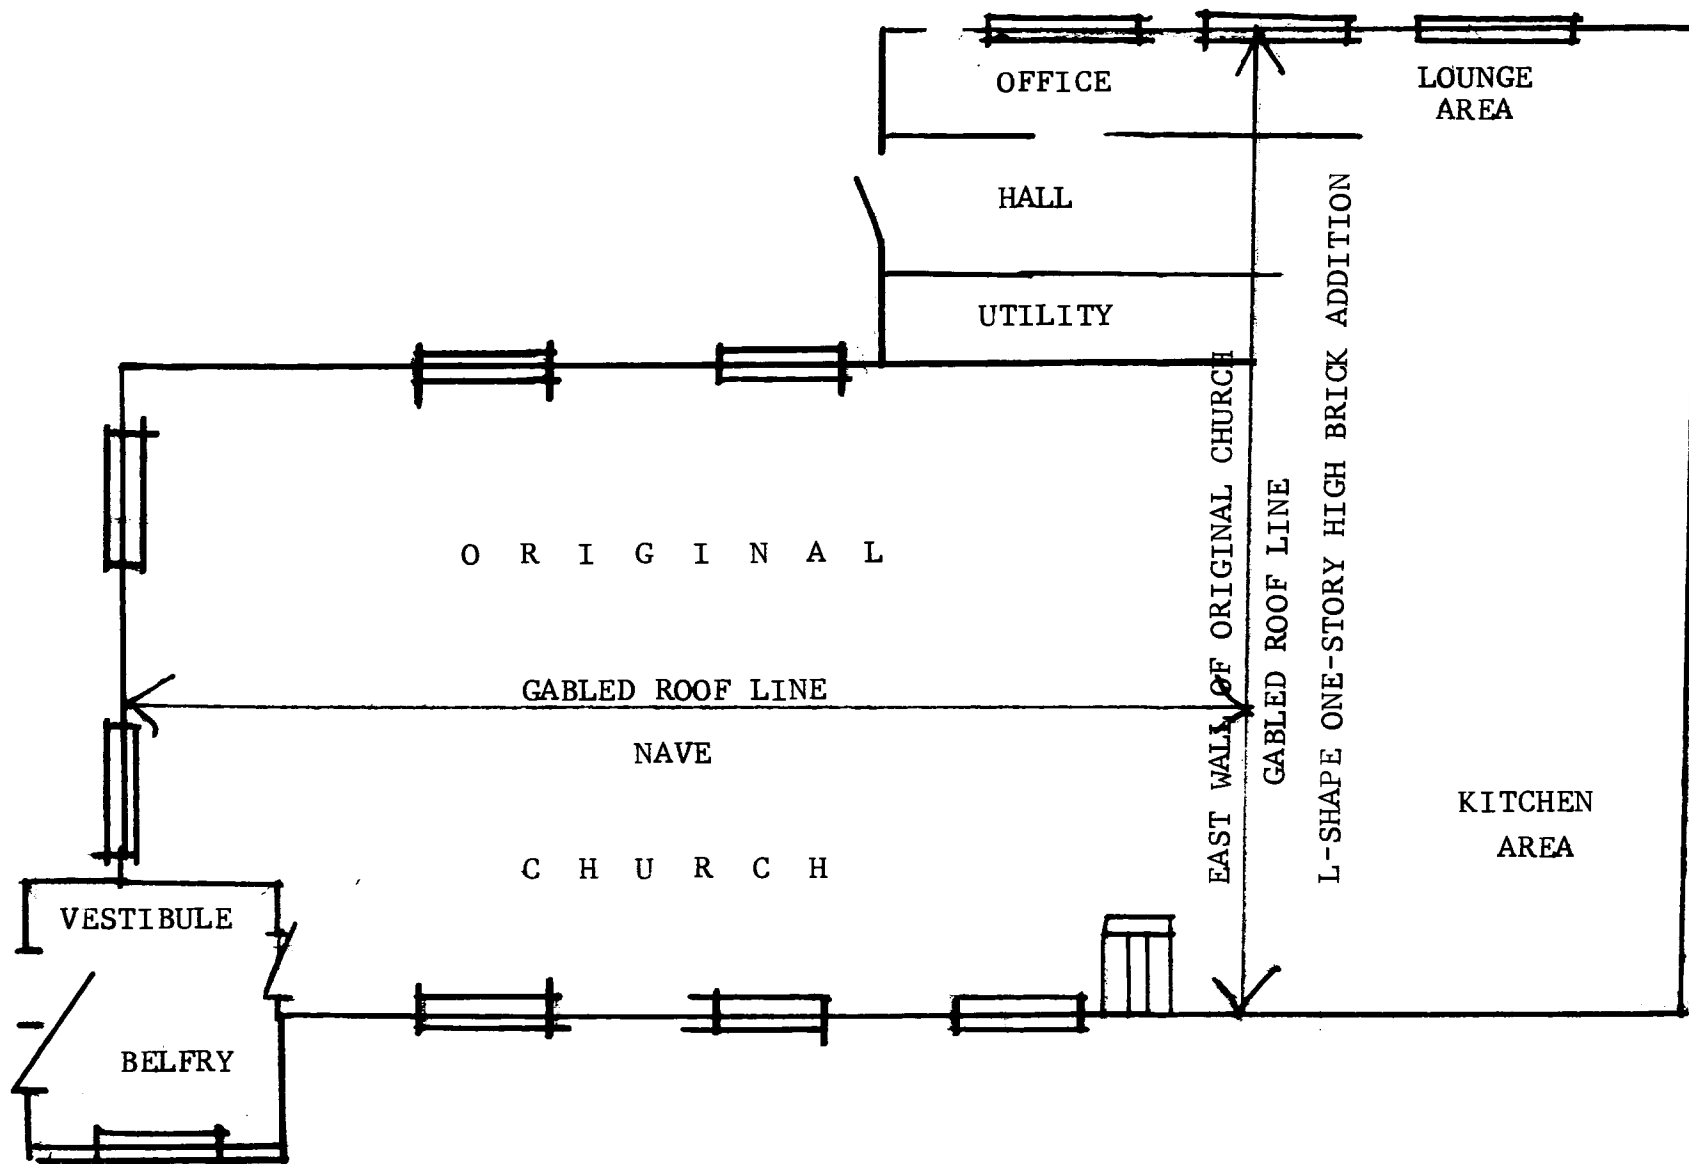 OFFICE
LOUNGE
AREA
HALL
UTILITY
O R I G I N A L
GABLED ROOF LINE
NAVE
C H U R C H
EAST WALL OF ORIGINAL CHURCH
GABLED ROOF LINE
L-SHAPE ONE-STORY HIGH BRICK ADDITION
KITCHEN
AREA
VESTIBULE
BELFRY